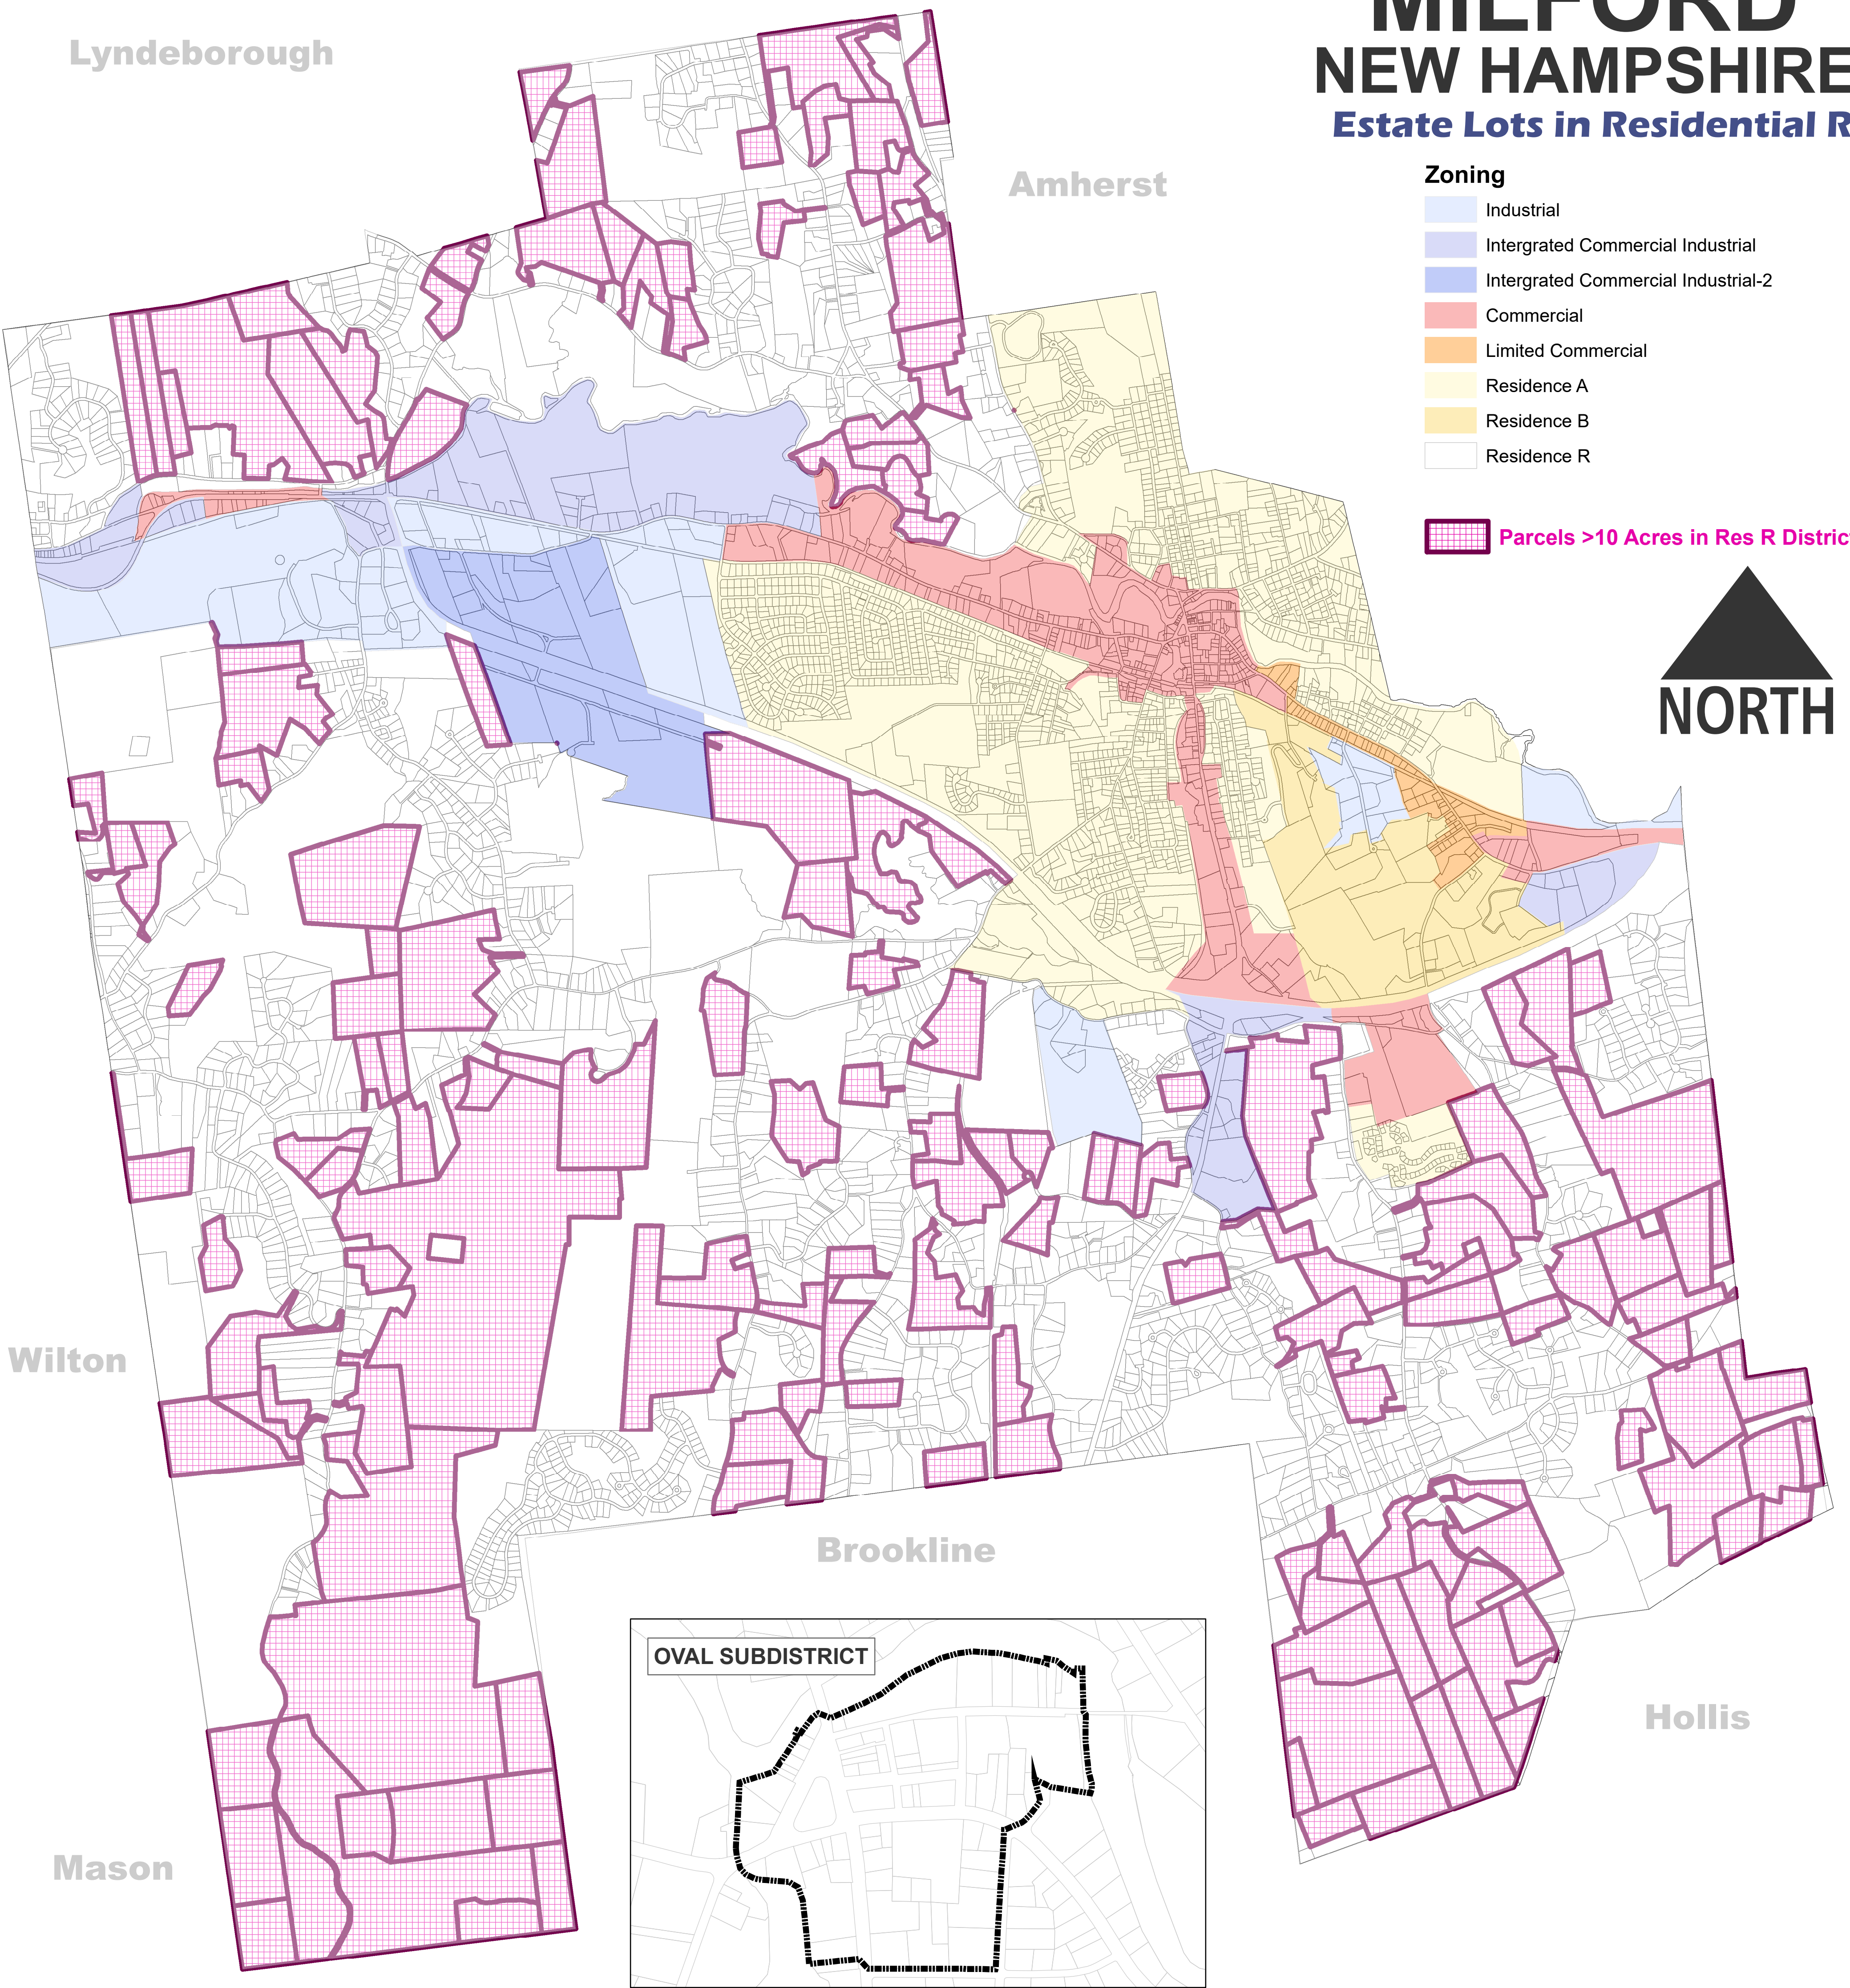 MILFORD
NEW HAMPSHIRE
Estate Lots in Residential R
Lyndeborough
Amherst
Zoning
Industrial
Intergrated Commercial Industrial
Intergrated Commercial Industrial-2
Commercial
Limited Commercial
Residence A
Residence B
Residence R
Parcels >10 Acres in Res R Distric
NORTH
Wilton
Brookline
OVAL SUBDISTRICT
Hollis
Mason